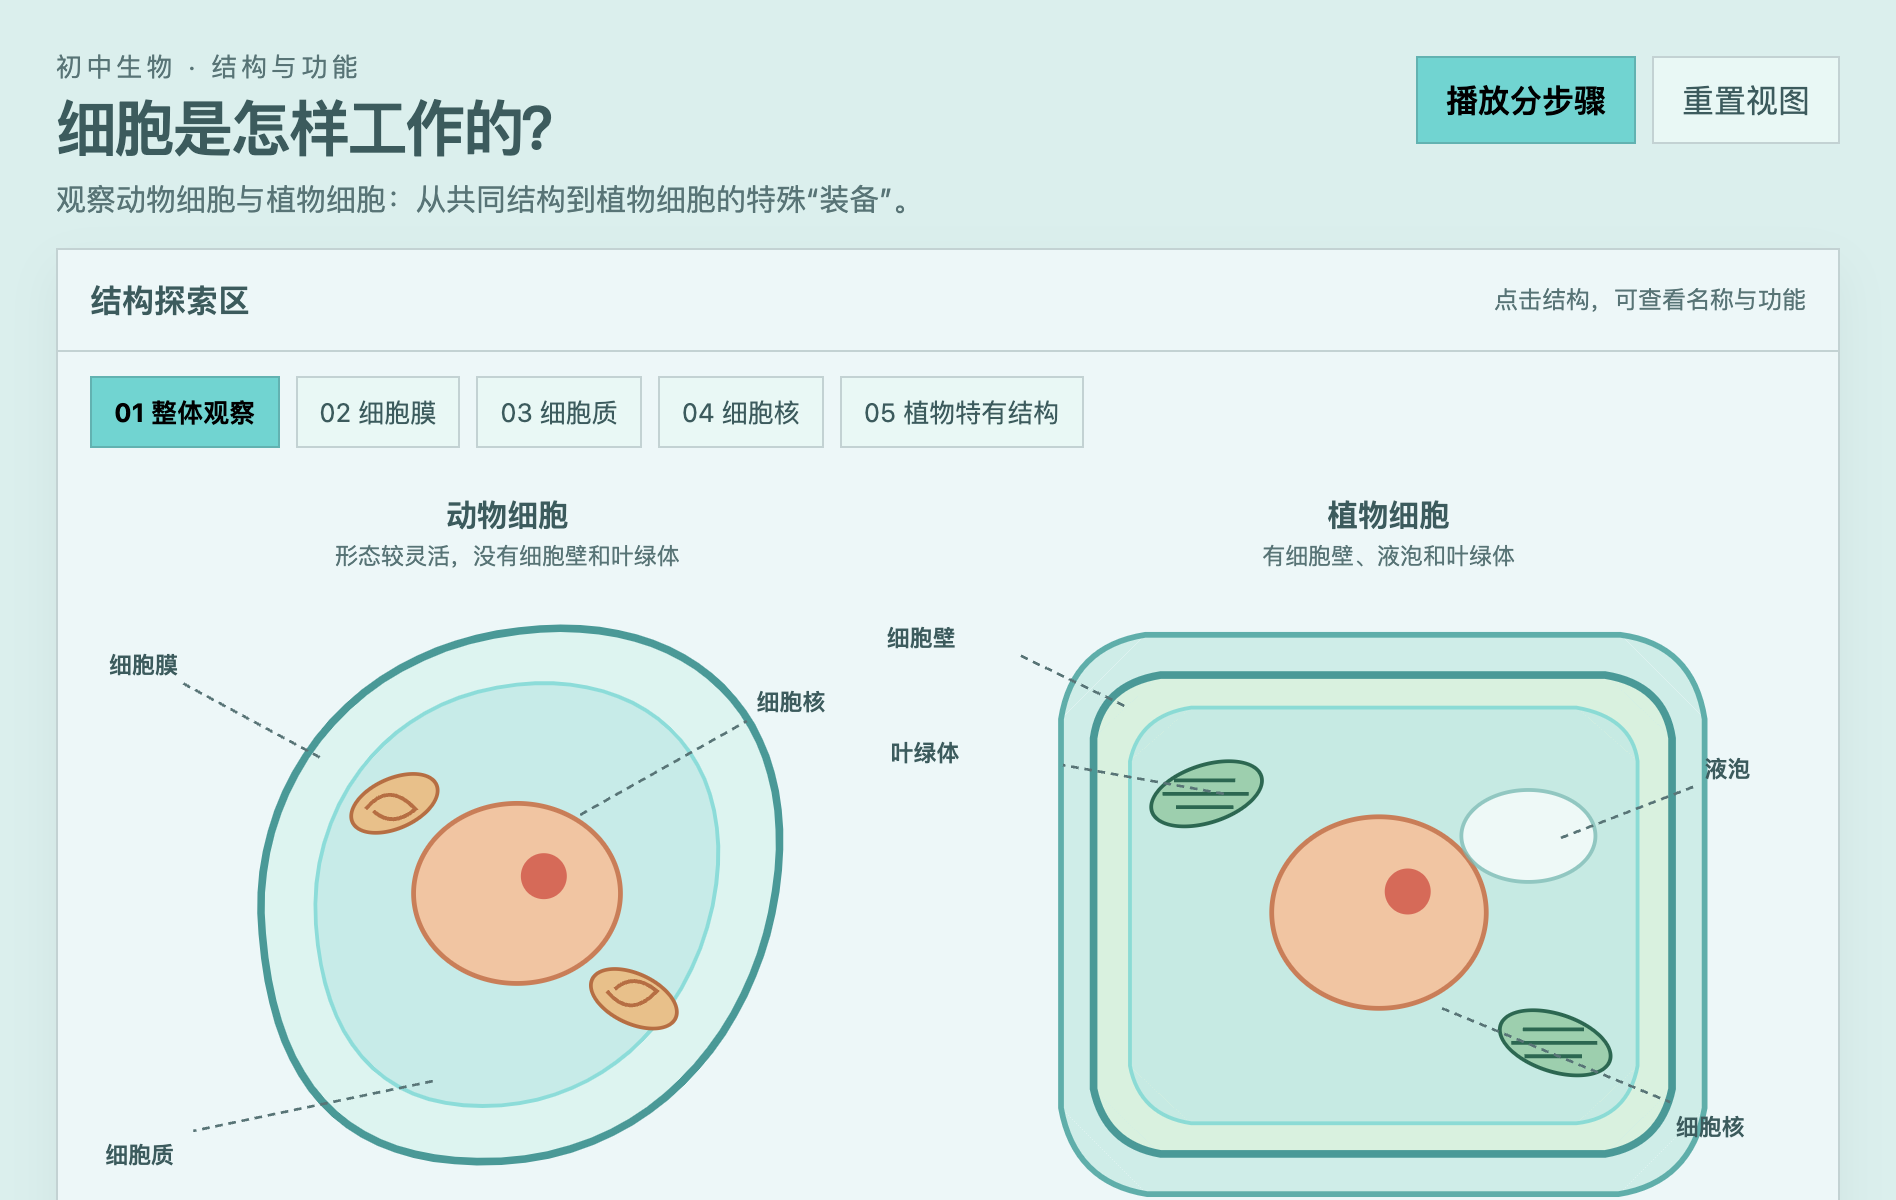 初中生物 · 结构与功能
细胞是怎样工作的?
观察动物细胞与植物细胞：从共同结构到植物细胞的特殊“装备”。
播放分步骤
重置视图
结构探索区
点击结构，可查看名称与功能
01 整体观察
02 细胞膜
03 细胞质
04 细胞核
05 植物特有结构
动物细胞
形态较灵活，没有细胞壁和叶绿体
细胞膜
细胞核
细胞质
植物细胞
有细胞壁、液泡和叶绿体
细胞壁
叶绿体
液泡
细胞核